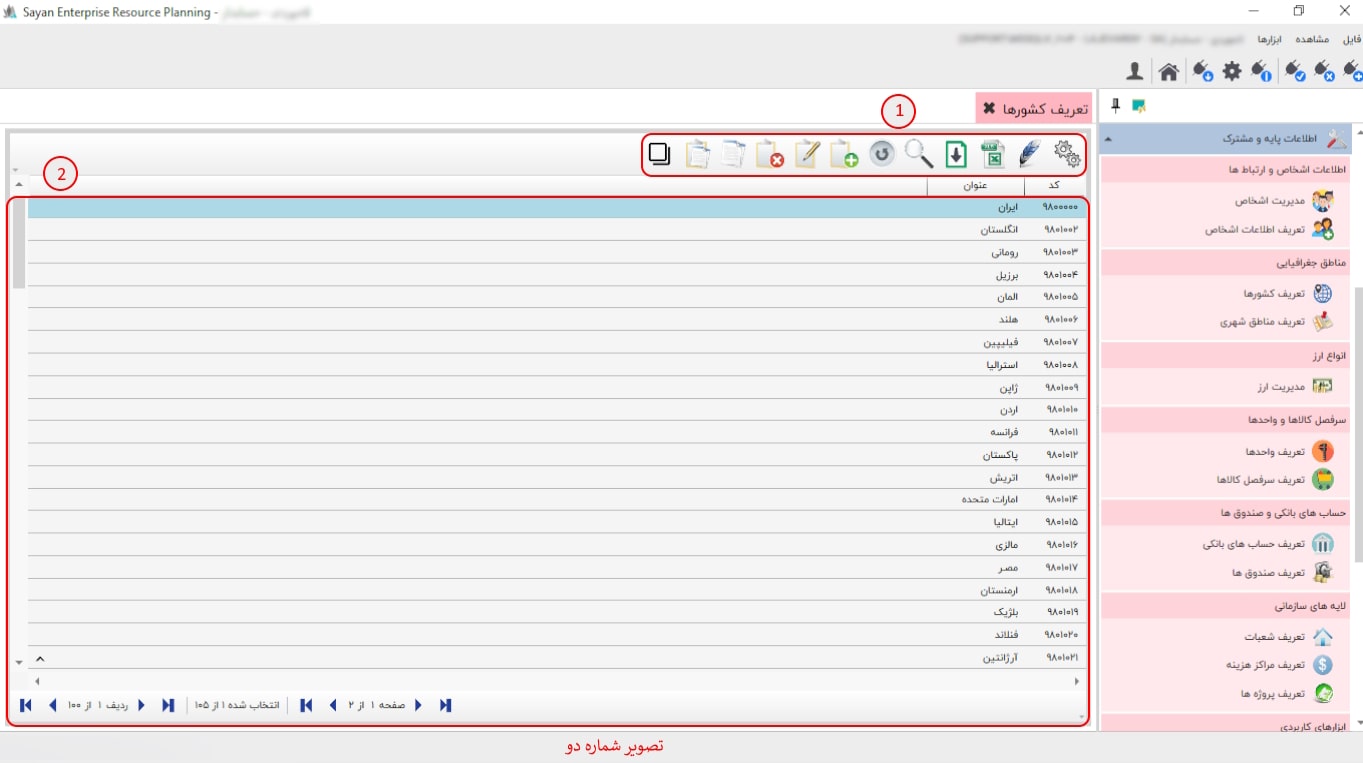 Sayan Enterprise Resource Planning -
فایل مشاهده ابزارها
تعریف کشورها
1
2
کد عنوان
۹۸۰۰۰۰۰ ایران
۹۸۰۱۰۰۲ انگلستان
۹۸۰۱۰۰۳ رومانی
۹۸۰۱۰۰۴ برزیل
۹۸۰۱۰۰۵ المان
۹۸۰۱۰۰۶ هلند
۹۸۰۱۰۰۷ فیلیپین
۹۸۰۱۰۰۸ استرالیا
۹۸۰۱۰۰۹ ژاپن
۹۸۰۱۰۱۰ اردن
۹۸۰۱۰۱۱ فرانسه
۹۸۰۱۰۱۲ پاکستان
۹۸۰۱۰۱۳ اتریش
۹۸۰۱۰۱۴ امارات متحده
۹۸۰۱۰۱۵ ایتالیا
۹۸۰۱۰۱۶ مالزی
۹۸۰۱۰۱۷ مصر
۹۸۰۱۰۱۸ ارمنستان
۹۸۰۱۰۱۹ بلژیک
۹۸۰۱۰۲۰ فنلاند
۹۸۰۱۰۲۱ آرژانتین
صفحه ۱ از ۲
انتخاب شده ۱ از ۱۰۵
ردیف ۱ از ۱۰۰
اطلاعات پایه و مشترک
اطلاعات اشخاص و ارتباط ها
مدیریت اشخاص
تعریف اطلاعات اشخاص
مناطق جغرافیایی
تعریف کشورها
تعریف مناطق شهری
انواع ارز
مدیریت ارز
سرفصل کالاها و واحدها
تعریف واحدها
تعریف سرفصل کالاها
حساب های بانکی و صندوق ها
تعریف حساب های بانکی
تعریف صندوق ها
لایه های سازمانی
تعریف شعبات
تعریف مراکز هزینه
تعریف پروژه ها
ابزارهای کاربردی
تصویر شماره دو